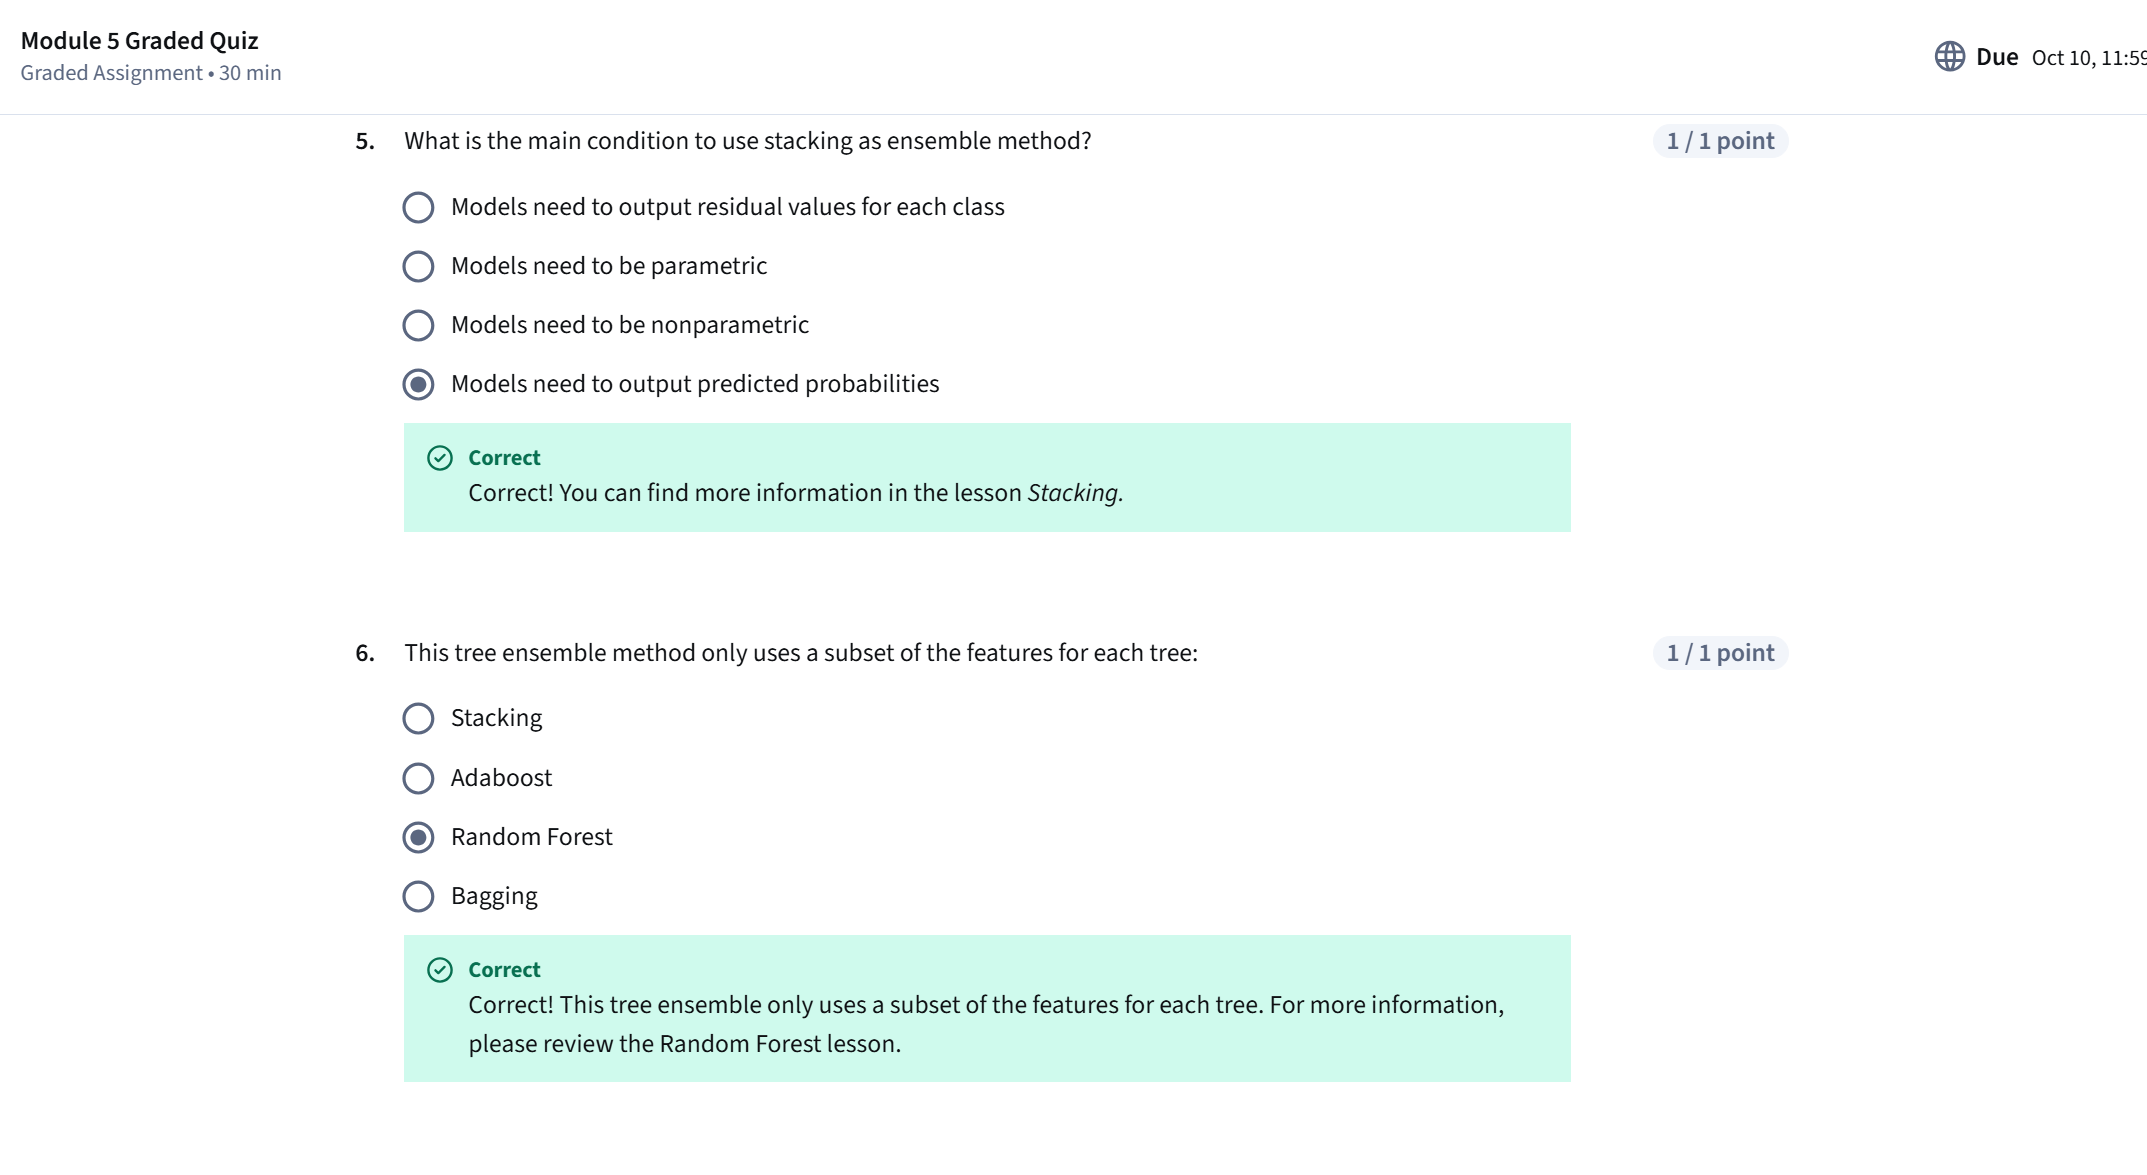 Module 5 Graded Quiz
Graded Assignment • 30 min
Due Oct 10, 11:59
5. What is the main condition to use stacking as ensemble method?
1 / 1 point
Models need to output residual values for each class
Models need to be parametric
Models need to be nonparametric
Models need to output predicted probabilities
Correct
Correct! You can find more information in the lesson Stacking.
6. This tree ensemble method only uses a subset of the features for each tree:
1 / 1 point
Stacking
Adaboost
Random Forest
Bagging
Correct
Correct! This tree ensemble only uses a subset of the features for each tree. For more information,
please review the Random Forest lesson.